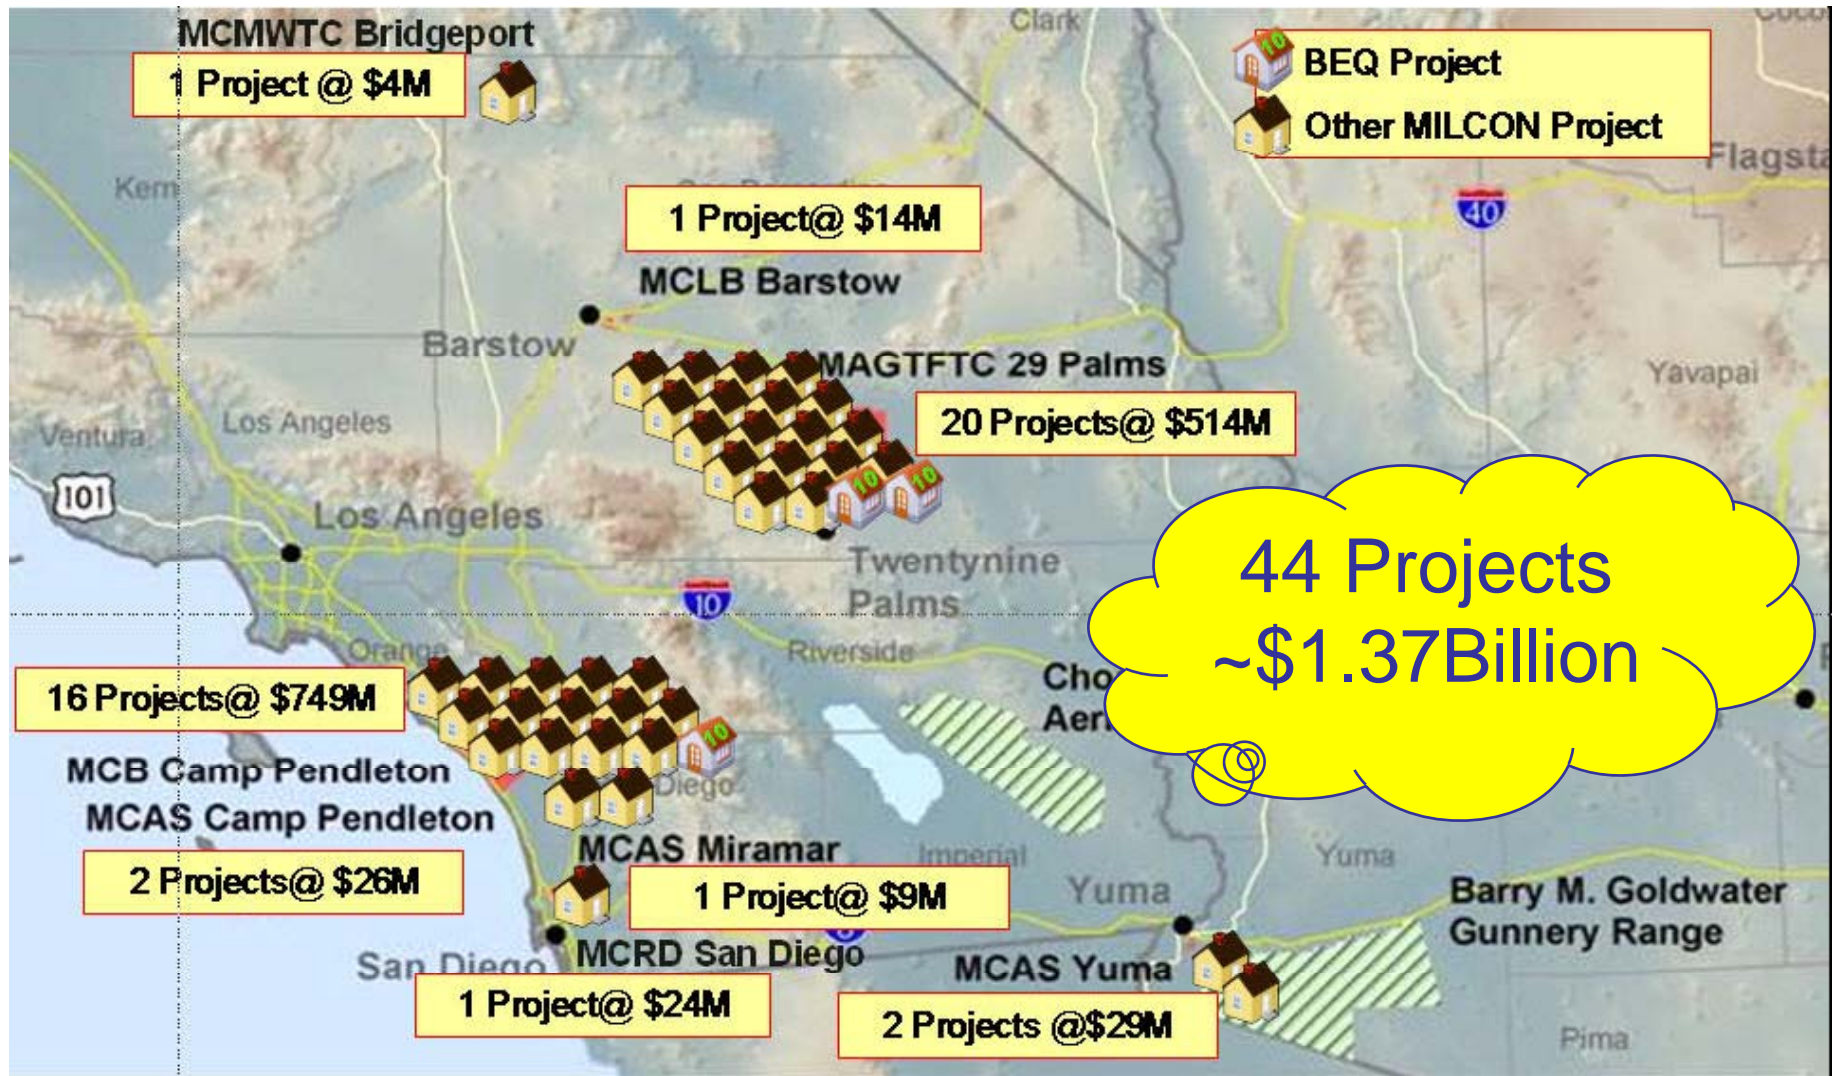 MCMWTC Bridgeport
1 Project @ $4M
Clark
BEQ Project
Other MILCON Project
Kern
1 Project@ $14M
40
MCLB Barstow
Barstow
MAGTFTC 29 Palms
20 Projects@ $514M
Yavapai
Ventura
Los Angeles
101
Los Angeles
10
10
Twentynine
Palms
10
44 Projects
~$1.37Billion
Orange
Riverside
16 Projects@ $749M
10
MCB Camp Pendleton
MCAS Camp Pendleton
2 Projects@ $26M
Diego
MCAS Miramar
1 Project@ $9M
Imperial
Yuma
Yuma
Barry M. Goldwater
Gunnery Range
San Diego
MCRD San Diego
1 Project@ $24M
MCAS Yuma
2 Projects @$29M
Pima
10